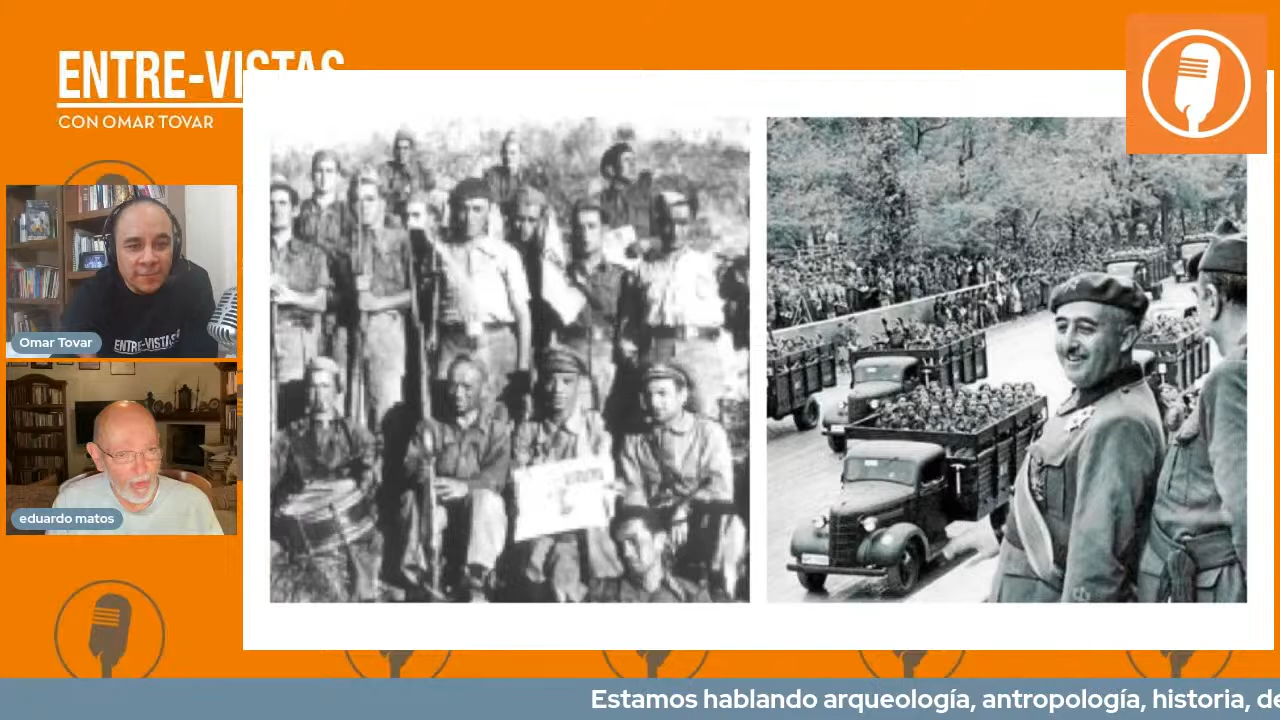 ENTRE-VISTAS
CON OMAR TOVAR
Omar Tovar
ENTRE-VISTAS
eduardo matos
Estamos hablando arqueología, antropología, historia, de